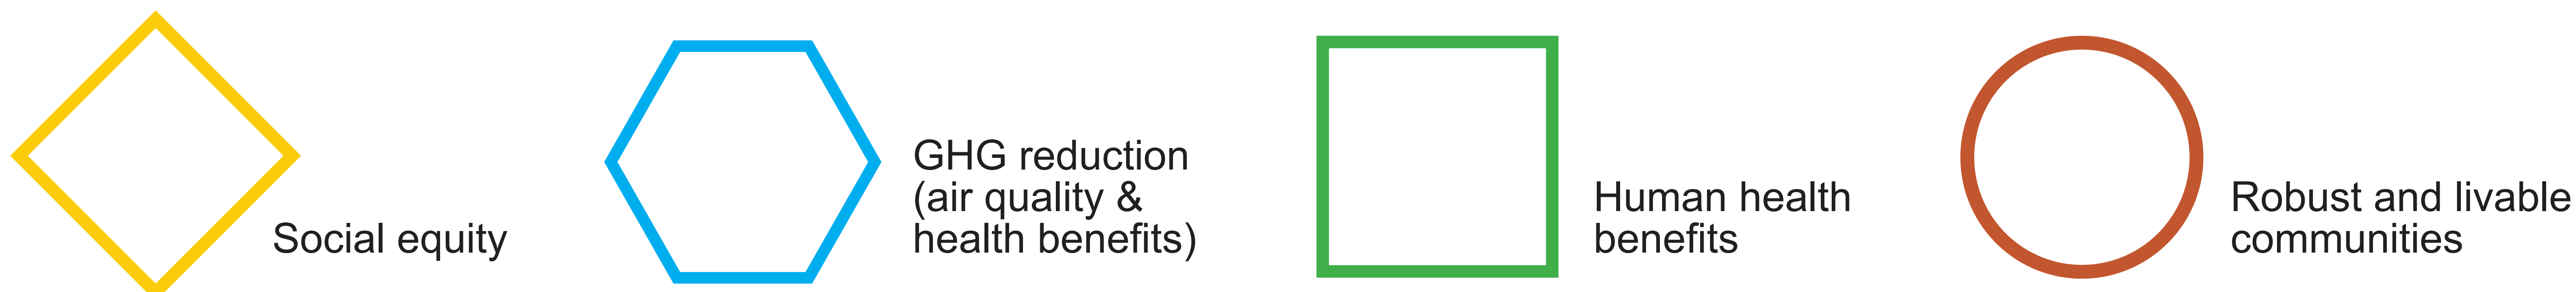 Social equity
GHG reduction
(air quality &
health benefits)
Human health
benefits
Robust and livable
communities